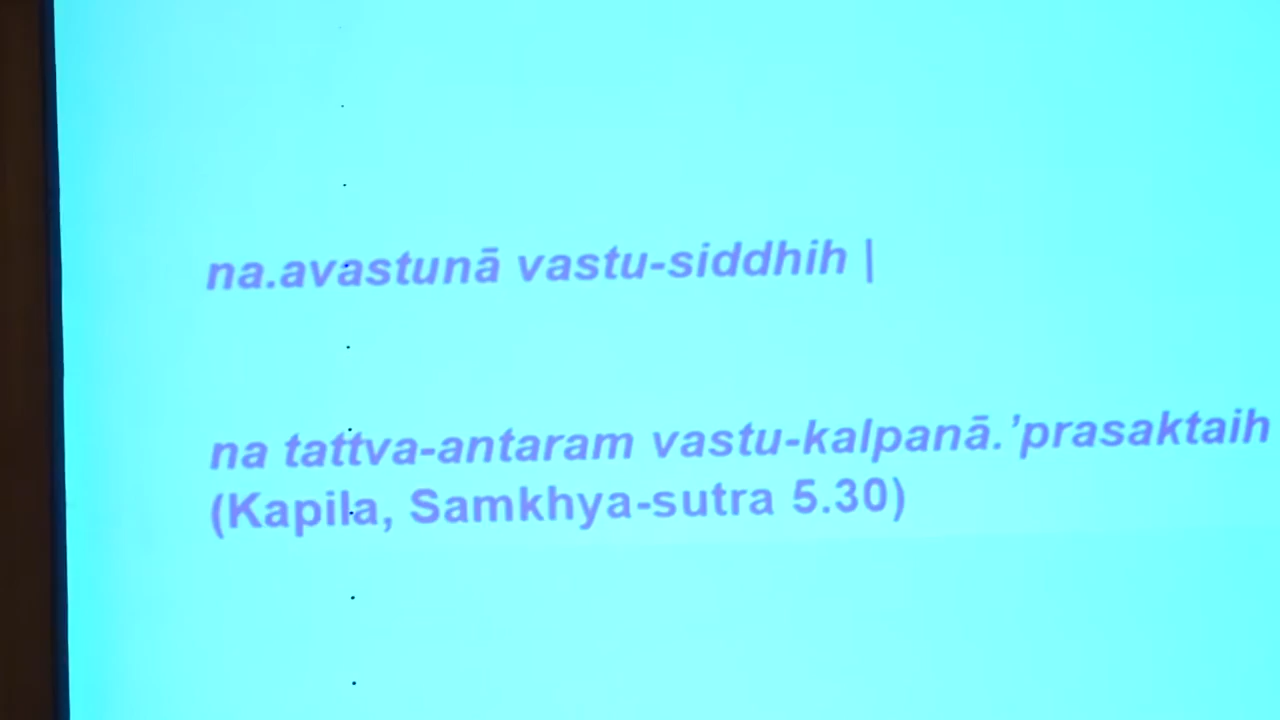 na.avastunā vastu-siddhih |
na tattva-antaram vastu-kalpanā.’prasaktaih
(Kapila, Samkhya-sutra 5.30)